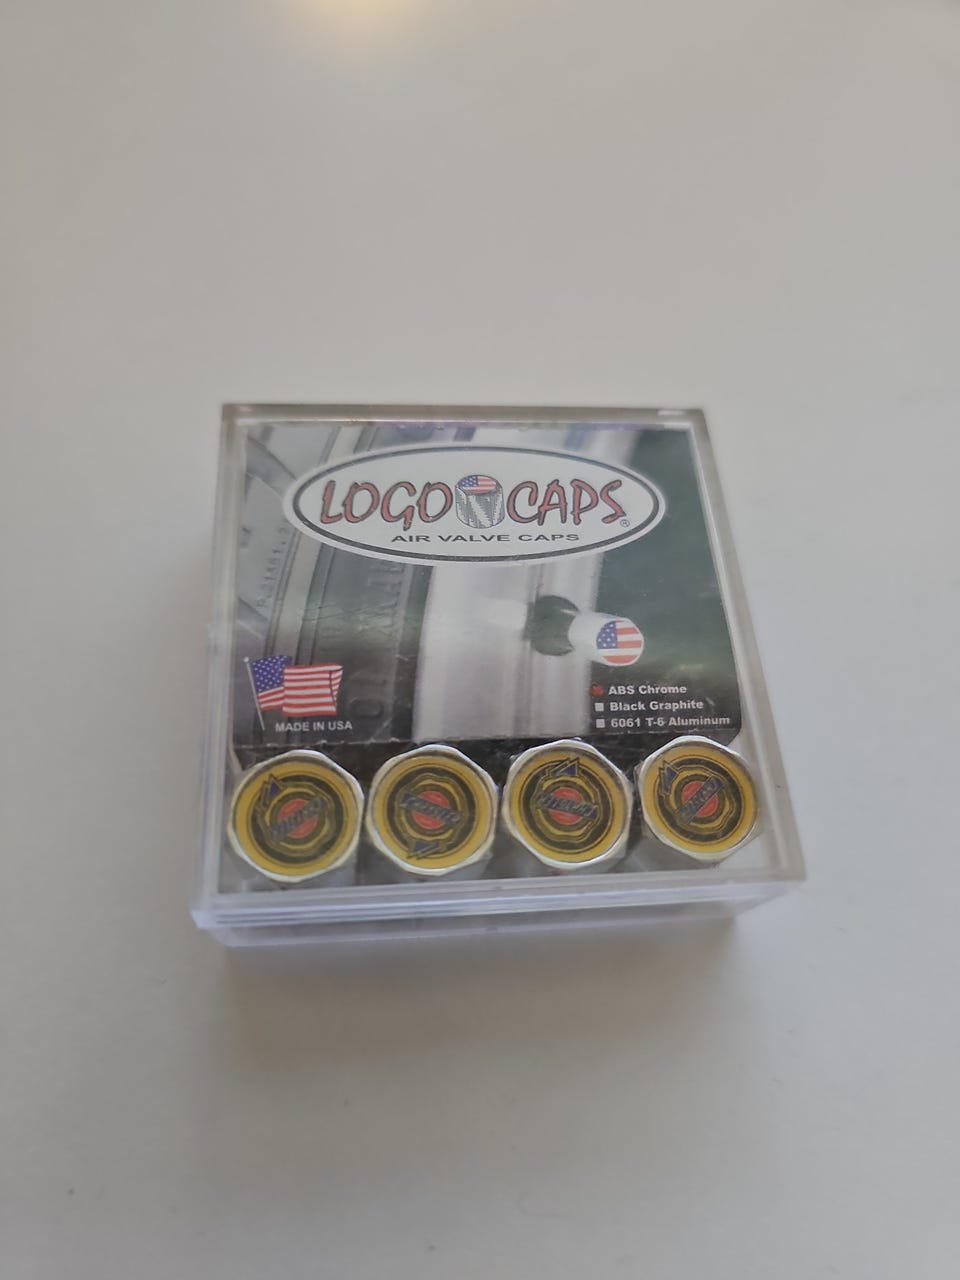 LOGO CAPS®
AIR VALVE CAPS
MADE IN USA
ABS Chrome
Black Graphite
6061 T-6 Aluminum